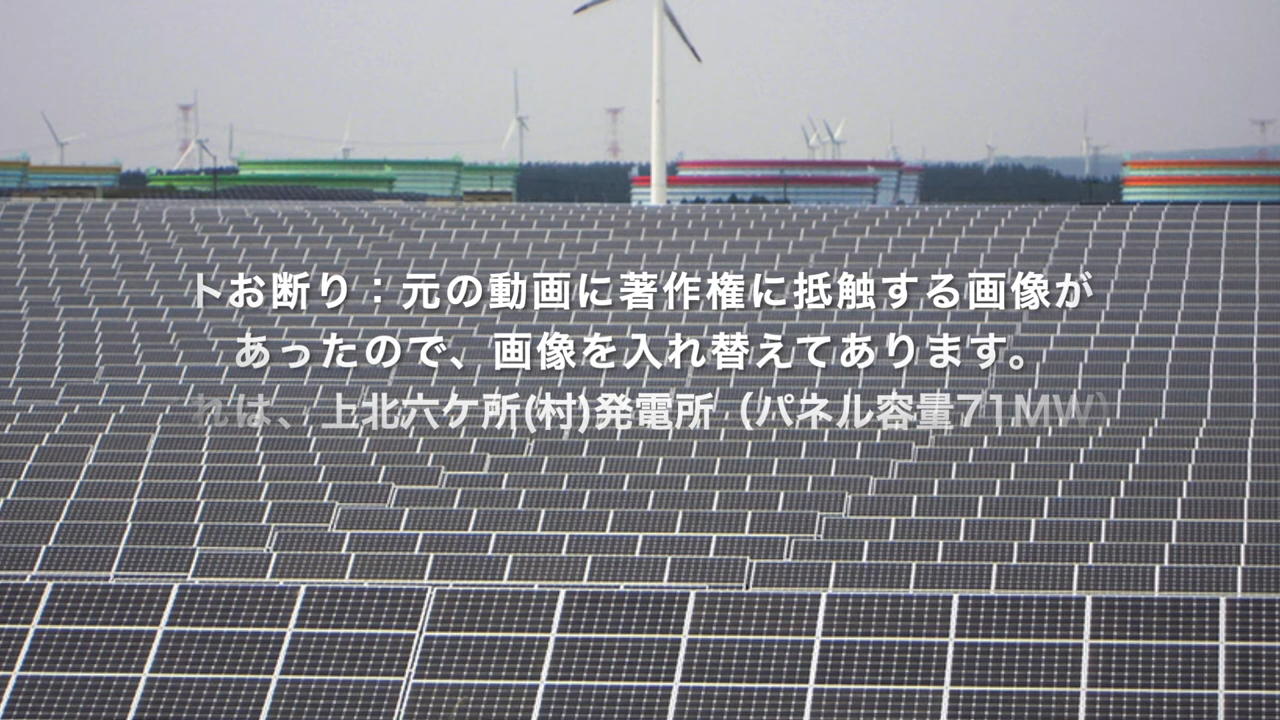 トお断り：元の動画に著作権に抵触する画像が
あったので、画像を入れ替えてあります。
れは、上北六ケ所(村)発電所（パネル容量71MW）